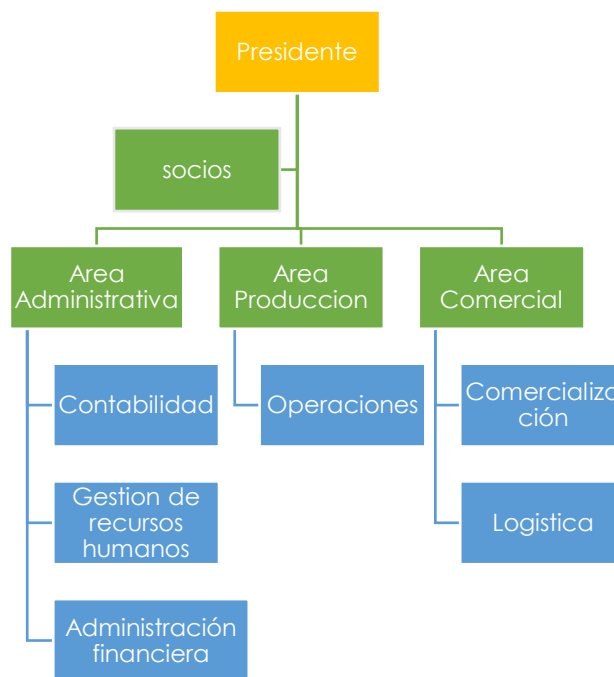 Presidente
socios
Area
Administrativa
Area
Produccion
Area
Comercial
Contabilidad
Operaciones
Comercializa
ción
Gestion de
recursos
humanos
Logistica
Administración
financiera